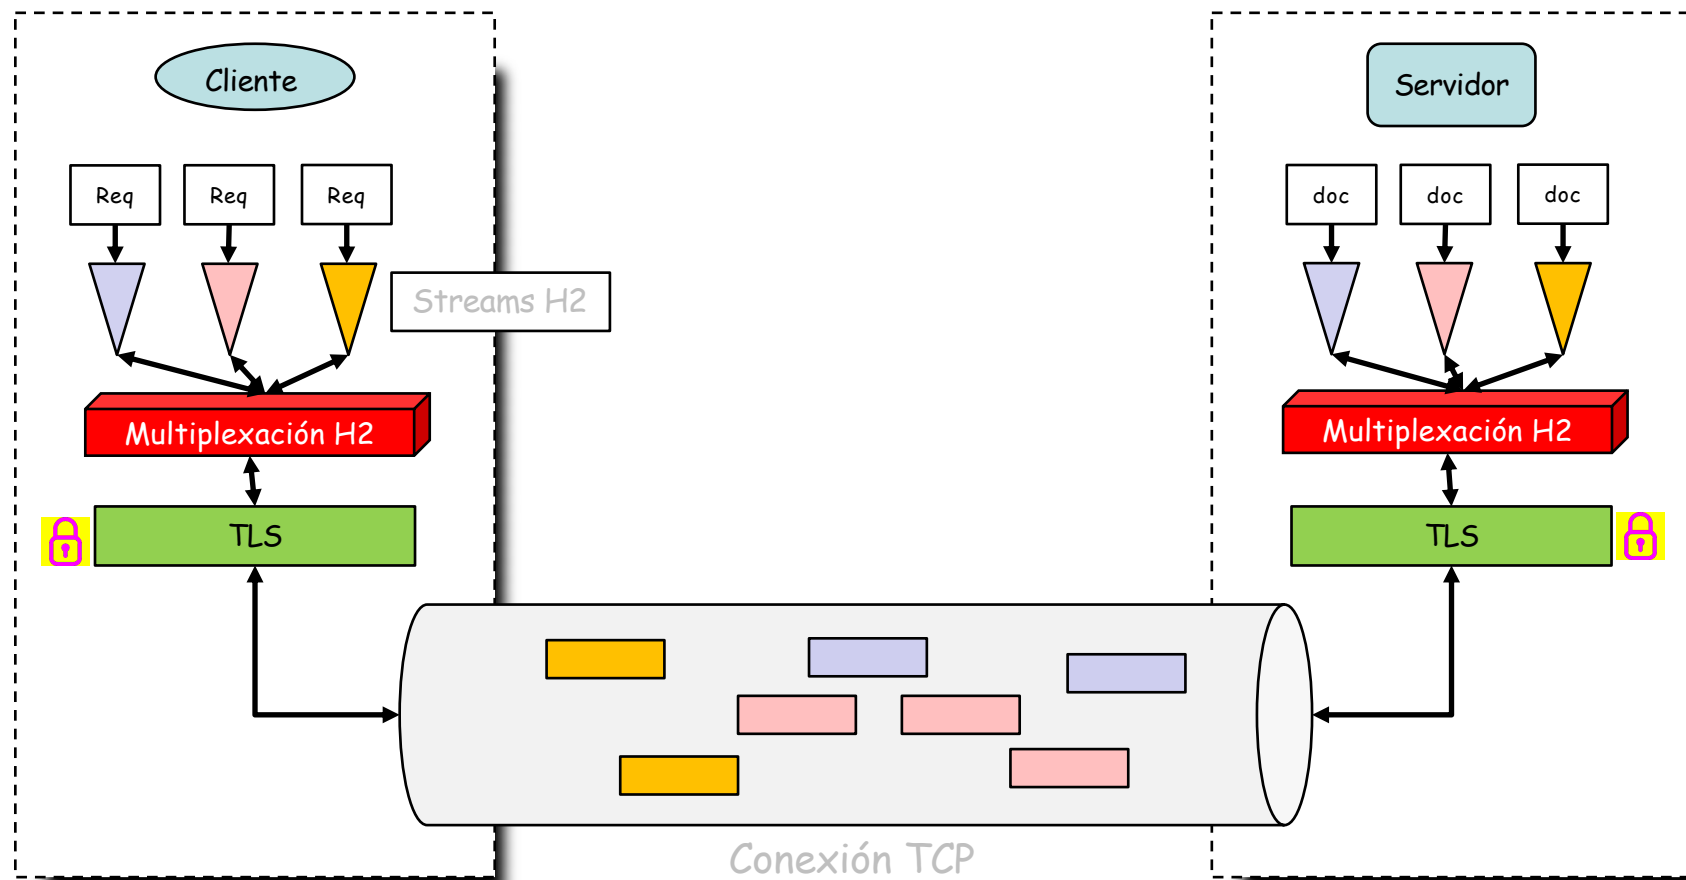 Cliente
Servidor
Req
Req
Req
doc
doc
doc
Streams H2
Multiplexación H2
Multiplexación H2
TLS
TLS
Conexión TCP